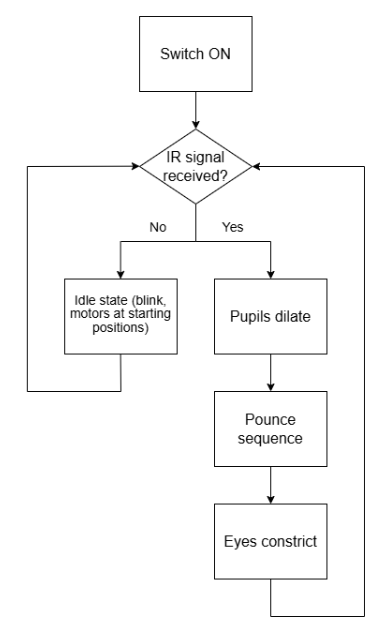 Switch ON
IR signal
received?
No
Yes
Idle state (blink,
motors at starting
positions)
Pupils dilate
Pounce
sequence
Eyes constrict